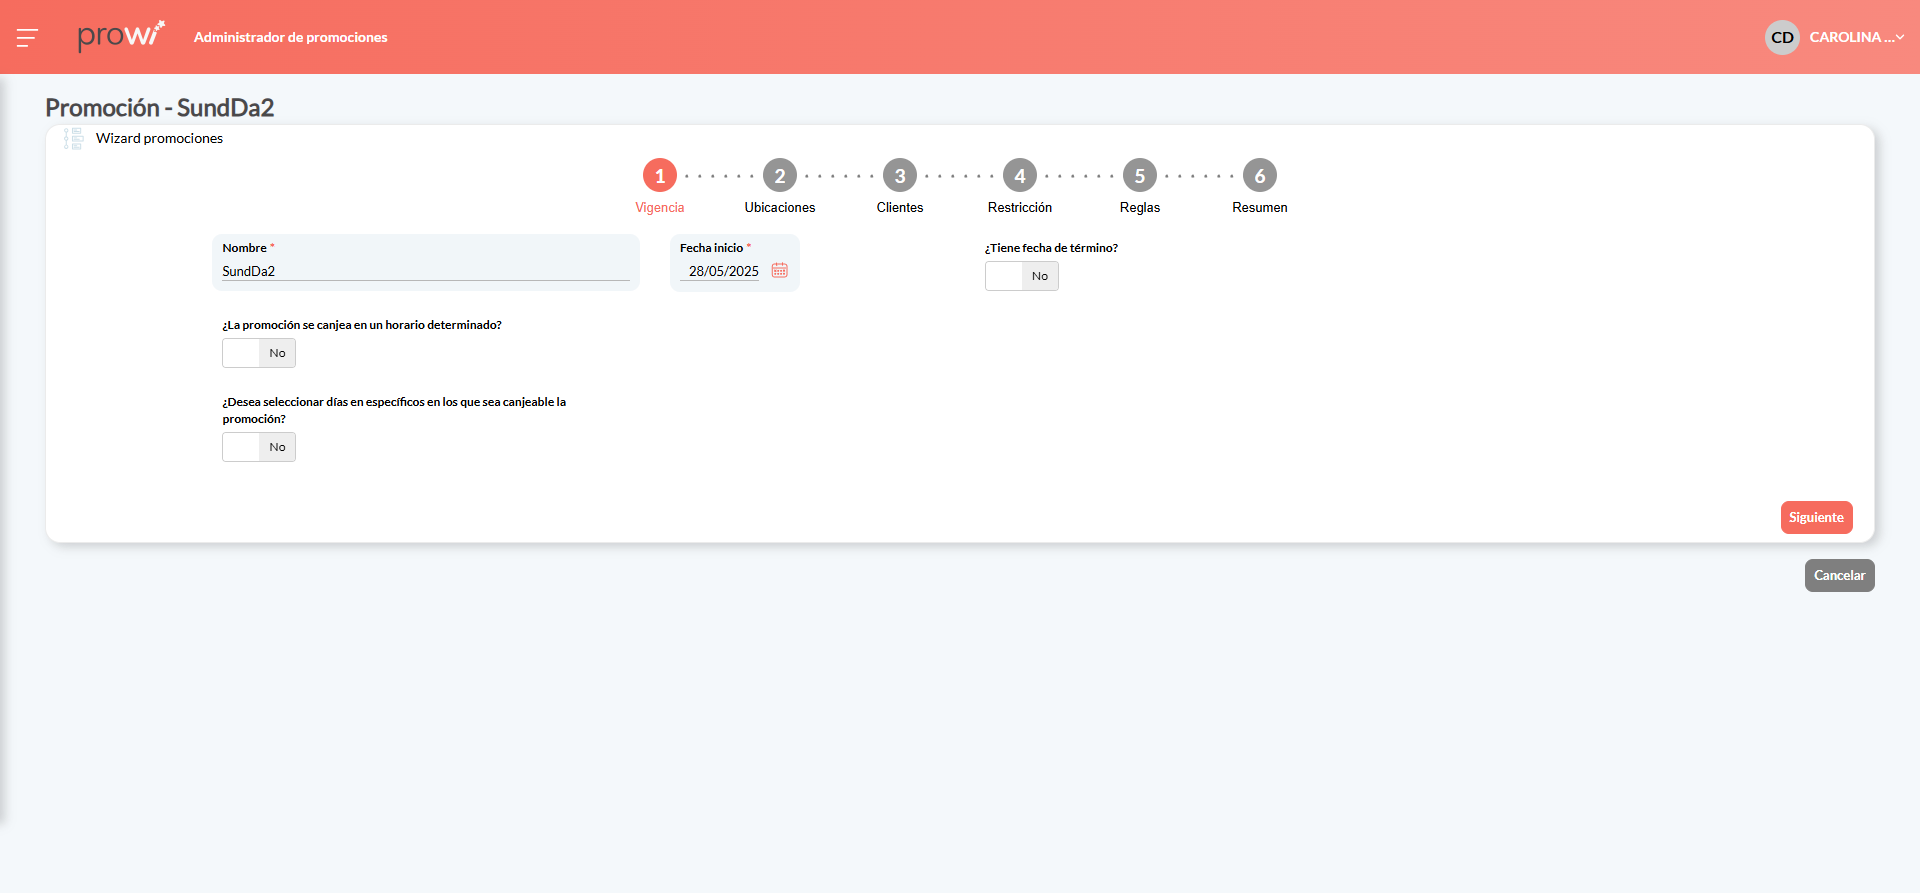 prowi
Administrador de promociones
CD
CAROLINA ...
Promoción - SundDa2
Wizard promociones
1
2
3
4
5
6
Vigencia
Ubicaciones
Clientes
Restricción
Reglas
Resumen
Nombre *
Fecha inicio *
¿Tiene fecha de término?
SundDa2
28/05/2025
No
¿La promoción se canjea en un horario determinado?
No
¿Desea seleccionar días en específicos en los que sea canjeable la
promoción?
No
Siguiente
Cancelar